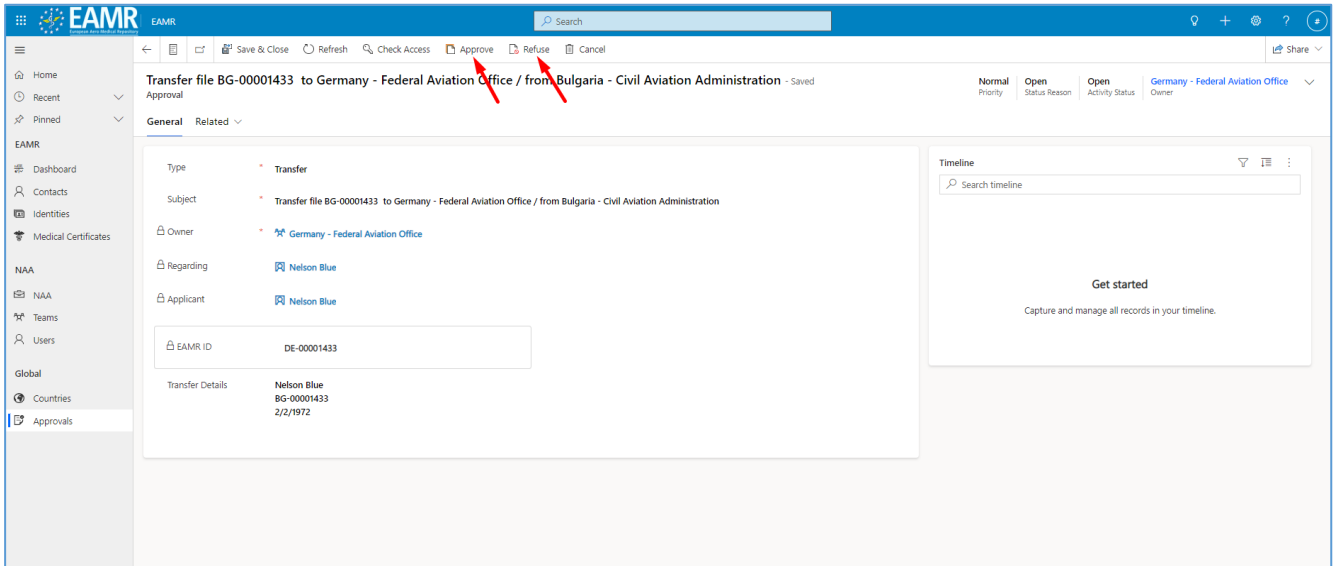 EAMR
European Aero Medical Repository
EAMR
Search
Save & Close
Refresh
Check Access
Approve
Refuse
Cancel
Share
Home
Recent
Pinned
EAMR
Dashboard
Contacts
Identities
Medical Certificates
NAA
NAA
Teams
Users
Global
Countries
Approvals
Transfer file BG-00001433 to Germany - Federal Aviation Office / from Bulgaria - Civil Aviation Administration - Saved
Approval
Normal
Priority
Open
Status Reason
Open
Activity Status
Germany - Federal Aviation Office
Owner
General Related
Type * Transfer
Subject * Transfer file BG-00001433 to Germany - Federal Aviation Office / from Bulgaria - Civil Aviation Administration
Owner * Germany - Federal Aviation Office
Regarding Nelson Blue
Applicant Nelson Blue
EAMR ID DE-00001433
Transfer Details Nelson Blue
BG-00001433
2/2/1972
Timeline
Search timeline
Get started
Capture and manage all records in your timeline.